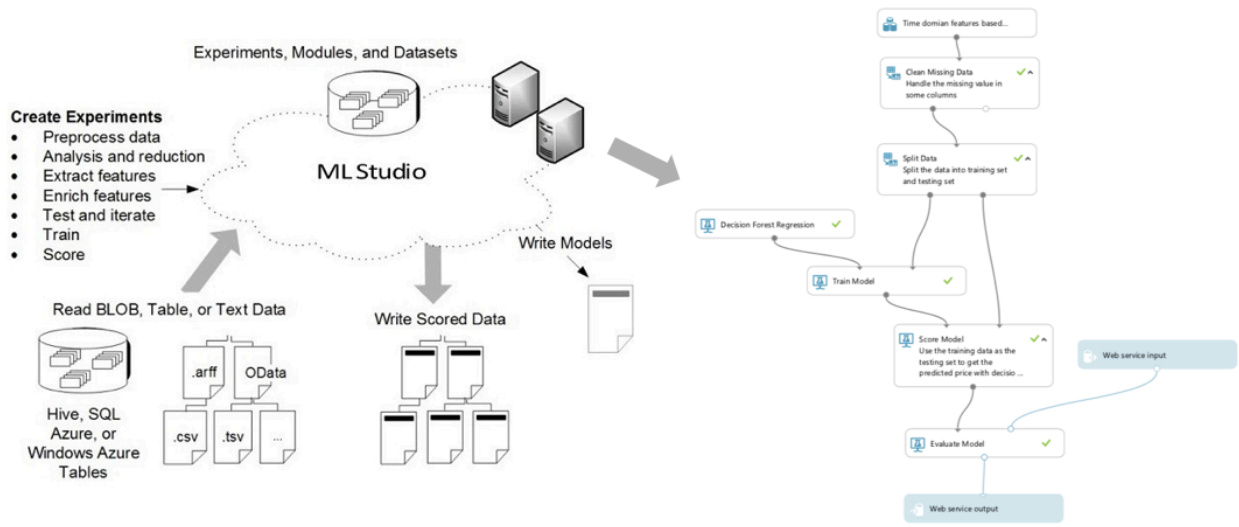 Experiments, Modules, and Datasets
Create Experiments
• Preprocess data
• Analysis and reduction
• Extract features
• Enrich features
• Test and iterate
• Train
• Score
ML Studio
Write Models
Read BLOB, Table, or Text Data
Write Scored Data
.arff
OData
.csv
.tsv
...
Hive, SQL
Azure, or
Windows Azure
Tables
Time domian features based...
Clean Missing Data
Handle the missing value in
some columns
Split Data
Split the data into training set
and testing set
Decision Forest Regression
Train Model
Score Model
Use the training data as the
testing set to get the
predicted price with decisio ...
Web service input
Evaluate Model
Web service output